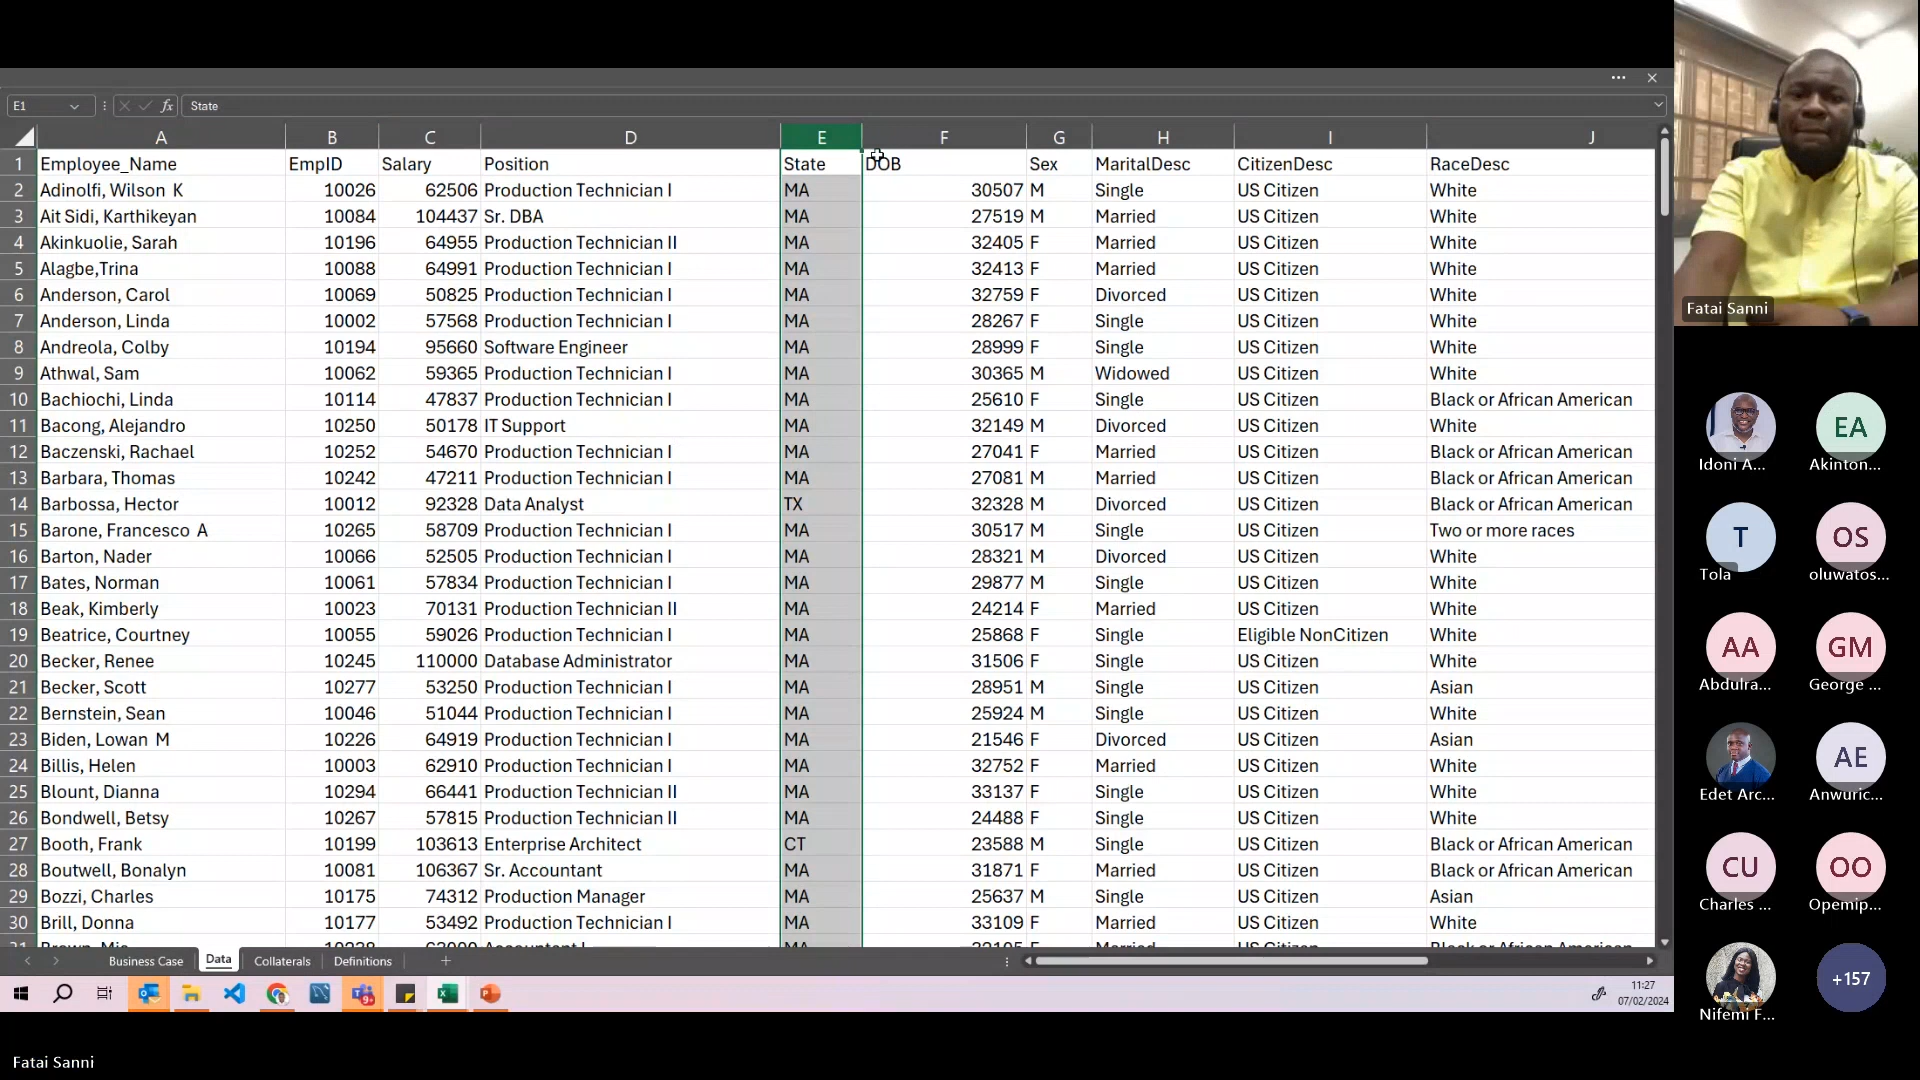 E1 fx State
A B C D E F G H I J
1 Employee_Name EmpID Salary Position State DOB Sex MaritalDesc CitizenDesc RaceDesc
2 Adinolfi, Wilson K 10026 62506 Production Technician I MA 30507 M Single US Citizen White
3 Ait Sidi, Karthikeyan 10084 104437 Sr. DBA MA 27519 M Married US Citizen White
4 Akinkuolie, Sarah 10196 64955 Production Technician II MA 32405 F Married US Citizen White
5 Alagbe,Trina 10088 64991 Production Technician I MA 32413 F Married US Citizen White
6 Anderson, Carol 10069 50825 Production Technician I MA 32759 F Divorced US Citizen White
7 Anderson, Linda 10002 57568 Production Technician I MA 28267 F Single US Citizen White
8 Andreola, Colby 10194 95660 Software Engineer MA 28999 F Single US Citizen White
9 Athwal, Sam 10062 59365 Production Technician I MA 30365 M Widowed US Citizen White
10 Bachiochi, Linda 10114 47837 Production Technician I MA 25610 F Single US Citizen Black or African American
11 Bacong, Alejandro 10250 50178 IT Support MA 32149 M Divorced US Citizen White
12 Baczenski, Rachael 10252 54670 Production Technician I MA 27041 F Married US Citizen Black or African American
13 Barbara, Thomas 10242 47211 Production Technician I MA 27081 M Married US Citizen Black or African American
14 Barbossa, Hector 10012 92328 Data Analyst TX 32328 M Divorced US Citizen Black or African American
15 Barone, Francesco A 10265 58709 Production Technician I MA 30517 M Single US Citizen Two or more races
16 Barton, Nader 10066 52505 Production Technician I MA 28321 M Divorced US Citizen White
17 Bates, Norman 10061 57834 Production Technician I MA 29877 M Single US Citizen White
18 Beak, Kimberly 10023 70131 Production Technician II MA 24214 F Married US Citizen White
19 Beatrice, Courtney 10055 59026 Production Technician I MA 25868 F Single Eligible NonCitizen White
20 Becker, Renee 10245 110000 Database Administrator MA 31506 F Single US Citizen White
21 Becker, Scott 10277 53250 Production Technician I MA 28951 M Single US Citizen Asian
22 Bernstein, Sean 10046 51044 Production Technician I MA 25924 M Single US Citizen White
23 Biden, Lowan M 10226 64919 Production Technician I MA 21546 F Divorced US Citizen Asian
24 Billis, Helen 10003 62910 Production Technician I MA 32752 F Married US Citizen White
25 Blount, Dianna 10294 66441 Production Technician II MA 33137 F Single US Citizen White
26 Bondwell, Betsy 10267 57815 Production Technician II MA 24488 F Single US Citizen White
27 Booth, Frank 10199 103613 Enterprise Architect CT 23588 M Single US Citizen Black or African American
28 Boutwell, Bonalyn 10081 106367 Sr. Accountant MA 31871 F Married US Citizen Black or African American
29 Bozzi, Charles 10175 74312 Production Manager MA 25637 M Single US Citizen Asian
30 Brill, Donna 10177 53492 Production Technician I MA 33109 F Married US Citizen White
Business Case Data Collaterals Definitions +
11:27
07/02/2024
Fatai Sanni
Fatai Sanni
EA
Idoni A... Akinton...
T OS
Tola oluwatos...
AA GM
Abdulra... George ...
AE
Edet Arc... Anwuric...
CU OO
Charles ... Opemip...
+157
Nifemi F...